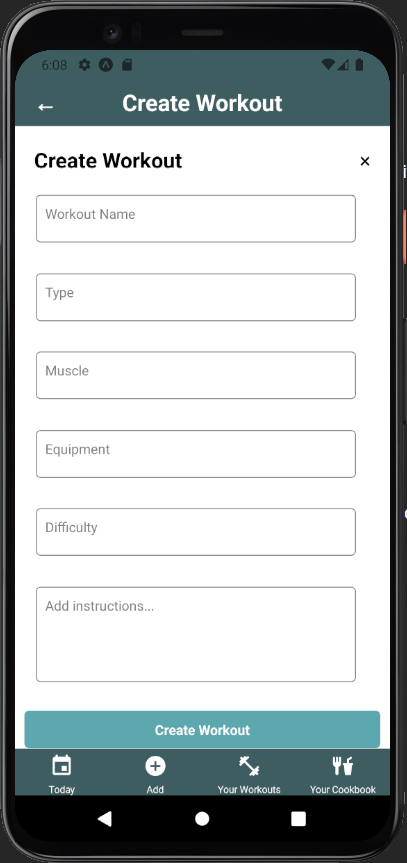 6:08
Create Workout
Create Workout
Workout Name
Type
Muscle
Equipment
Difficulty
Add instructions...
Create Workout
Today Add Your Workouts Your Cookbook